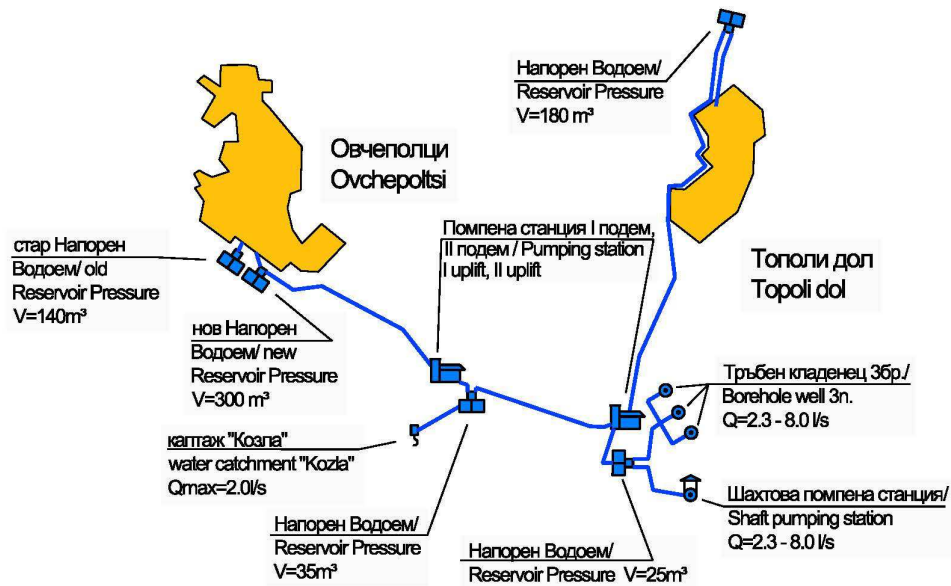 Напорен Водоем/
Reservoir Pressure
V=180 m³
Овчеполци
Ovchepoltsi
Помпена станция I подем,
II подем / Pumping station
I uplift, II uplift
стар Напорен
Водоем/ old
Reservoir Pressure
V=140m³
Тополи дол
Topoli dol
нов Напорен
Водоем/ new
Reservoir Pressure
V=300 m³
Тръбен кладенец 3бр./
Borehole well 3n.
Q=2.3 - 8.0 l/s
каптаж "Козла"
water catchment "Kozla"
Qmax=2.0l/s
Шахтова помпена станция/
Shaft pumping station
Q=2.3 - 8.0 l/s
Напорен Водоем/
Reservoir Pressure
V=35m³
Напорен Водоем/
Reservoir Pressure V=25m³